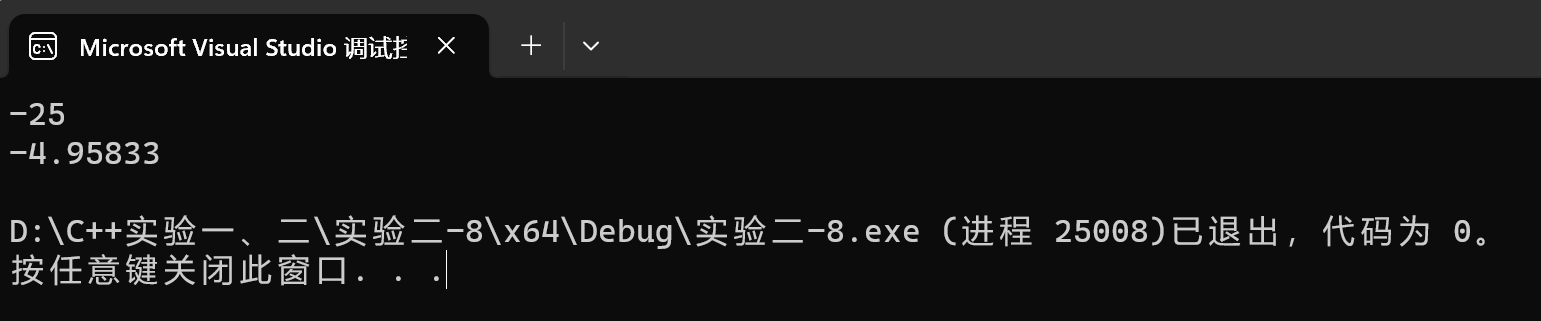 Microsoft Visual Studio 调试控
-25
-4.95833
D:\C++实验一、二\实验二-8\x64\Debug\实验二-8.exe (进程 25008)已退出，代码为 0。
按任意键关闭此窗口. . .